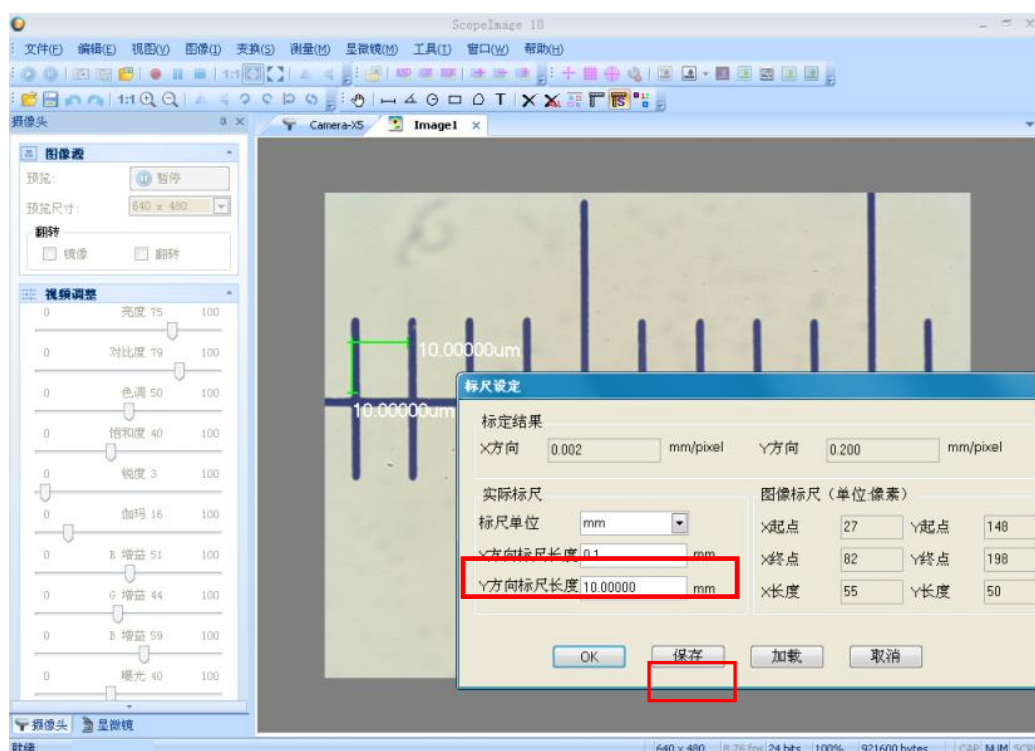 ScopeImage 10
文件(F) 编辑(E) 视图(V) 图像(I) 变换(S) 测量(M) 显微镜(M) 工具(T) 窗口(W) 帮助(H)
1:1
1:1 T
摄像头
Camera-X5 Image1
图像源
预览: 暂停
预览尺寸: 640 x 480
翻转
镜像 翻转
视频调整
0 亮度 75 100
0 对比度 79 100
0 色调 50 100
0 饱和度 40 100
0 锐度 3 100
0 伽玛 16 100
0 B 增益 51 100
0 G 增益 44 100
0 B 增益 59 100
0 曝光 40 100
10.00000um
10.00000um
标尺设定
标定结果
X方向 0.002 mm/pixel Y方向 0.200 mm/pixel
实际标尺 图像标尺(单位:像素)
标尺单位 mm X起点 27 Y起点 148
X方向标尺长度 0.1 mm X终点 82 Y终点 198
Y方向标尺长度 10.00000 mm X长度 55 Y长度 50
OK 保存 加载 取消
摄像头 显微镜
就绪 640 x 480 8.76 fps 24 bits 100% 921600 bytes CAP NUM SCR